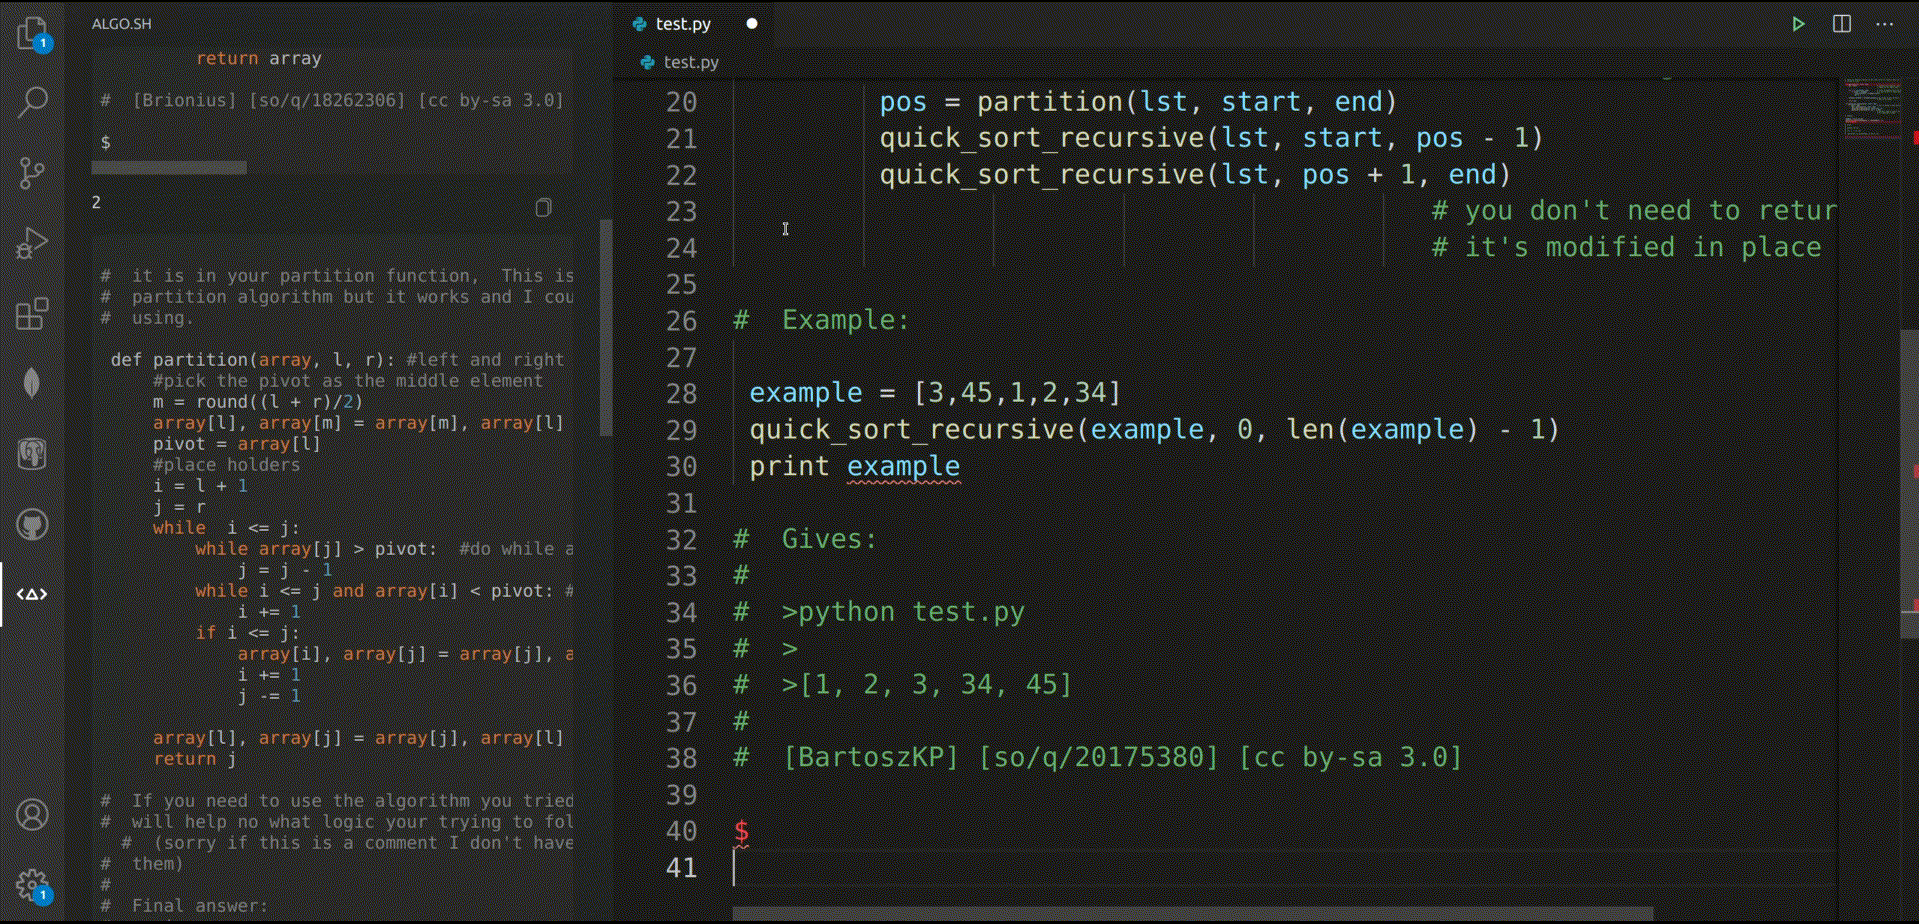 ALGO.SH
return array
# [Brionius] [so/q/18262306] [cc by-sa 3.0]
$
2
# it is in your partition function, This is
# partition algorithm but it works and I cou
# using.
def partition(array, l, r): #left and right
#pick the pivot as the middle element
m = round((l + r)/2)
array[l], array[m] = array[m], array[l]
pivot = array[l]
#place holders
i = l + 1
j = r
while i <= j:
while array[j] > pivot: #do while a
j = j - 1
while i <= j and array[i] < pivot: #
i += 1
if i <= j:
array[i], array[j] = array[j], a
i += 1
j -= 1
array[l], array[j] = array[j], array[l]
return j
# If you need to use the algorithm you tried
# will help no what logic your trying to fol
# (sorry if this is a comment I don't have
# them)
#
# Final answer:
1
1
test.py
test.py
20 pos = partition(lst, start, end)
21 quick_sort_recursive(lst, start, pos - 1)
22 quick_sort_recursive(lst, pos + 1, end)
23 # you don't need to retur
24 # it's modified in place
25
26 # Example:
27
28 example = [3,45,1,2,34]
29 quick_sort_recursive(example, 0, len(example) - 1)
30 print example
31
32 # Gives:
33 #
34 # >python test.py
35 # >
36 # >[1, 2, 3, 34, 45]
37 #
38 # [BartoszKP] [so/q/20175380] [cc by-sa 3.0]
39
40 $
41